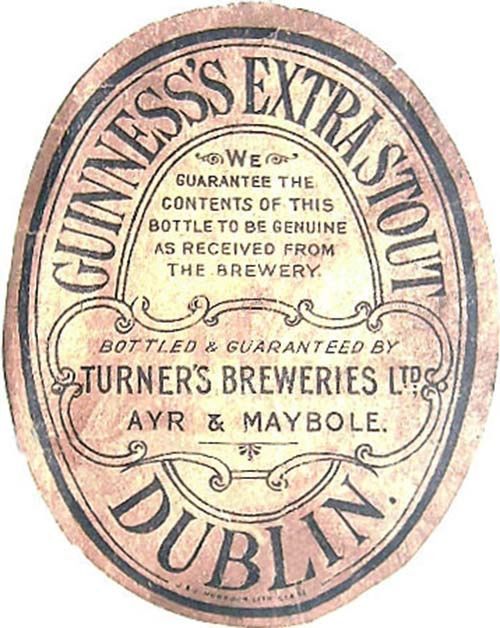 GUINNESS'S EXTRA STOUT
WE
GUARANTEE THE
CONTENTS OF THIS
BOTTLE TO BE GENUINE
AS RECEIVED FROM
THE BREWERY.
BOTTLED & GUARANTEED BY
TURNER'S BREWERIES LTD.
AYR & MAYBOLE.
DUBLIN.